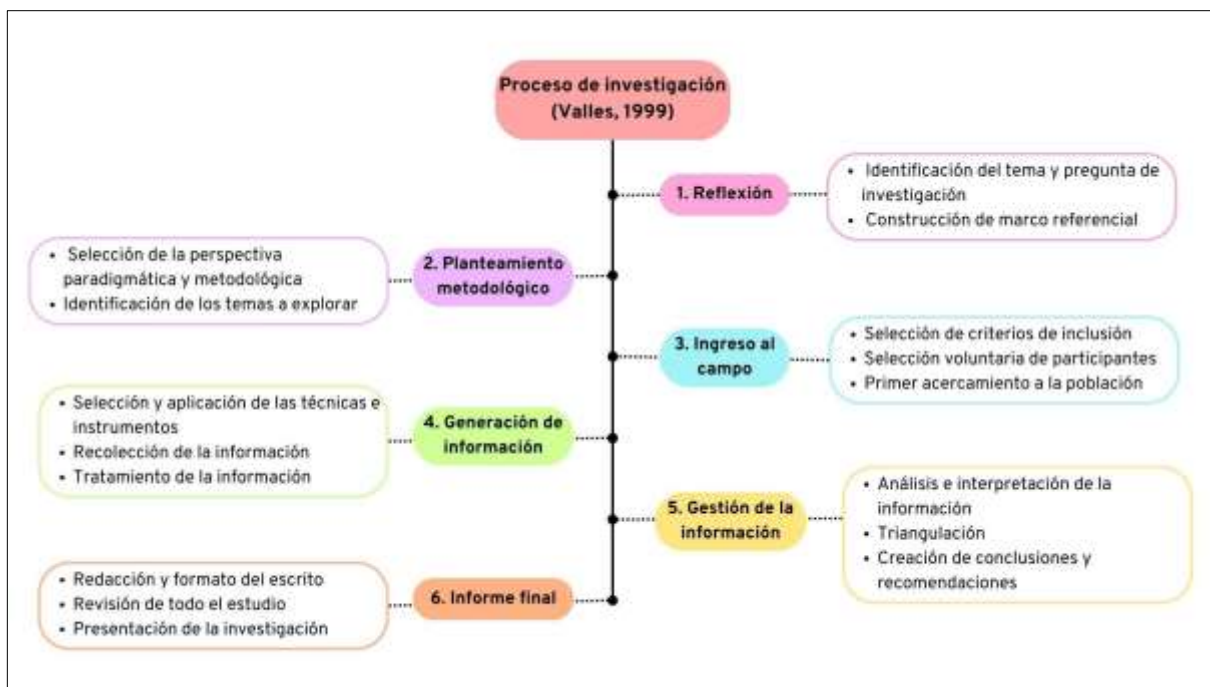 Proceso de investigación
(Valles, 1999)
1. Reflexión
• Identificación del tema y pregunta de
investigación
• Construcción de marco referencial
2. Planteamiento
metodológico
• Selección de la perspectiva
paradigmática y metodológica
• Identificación de los temas a explorar
3. Ingreso al
campo
• Selección de criterios de inclusión
• Selección voluntaria de participantes
• Primer acercamiento a la población
4. Generación de
información
• Selección y aplicación de las técnicas e
instrumentos
• Recolección de la información
• Tratamiento de la información
5. Gestión de la
información
• Análisis e interpretación de la
información
• Triangulación
• Creación de conclusiones y
recomendaciones
6. Informe final
• Redacción y formato del escrito
• Revisión de todo el estudio
• Presentación de la investigación